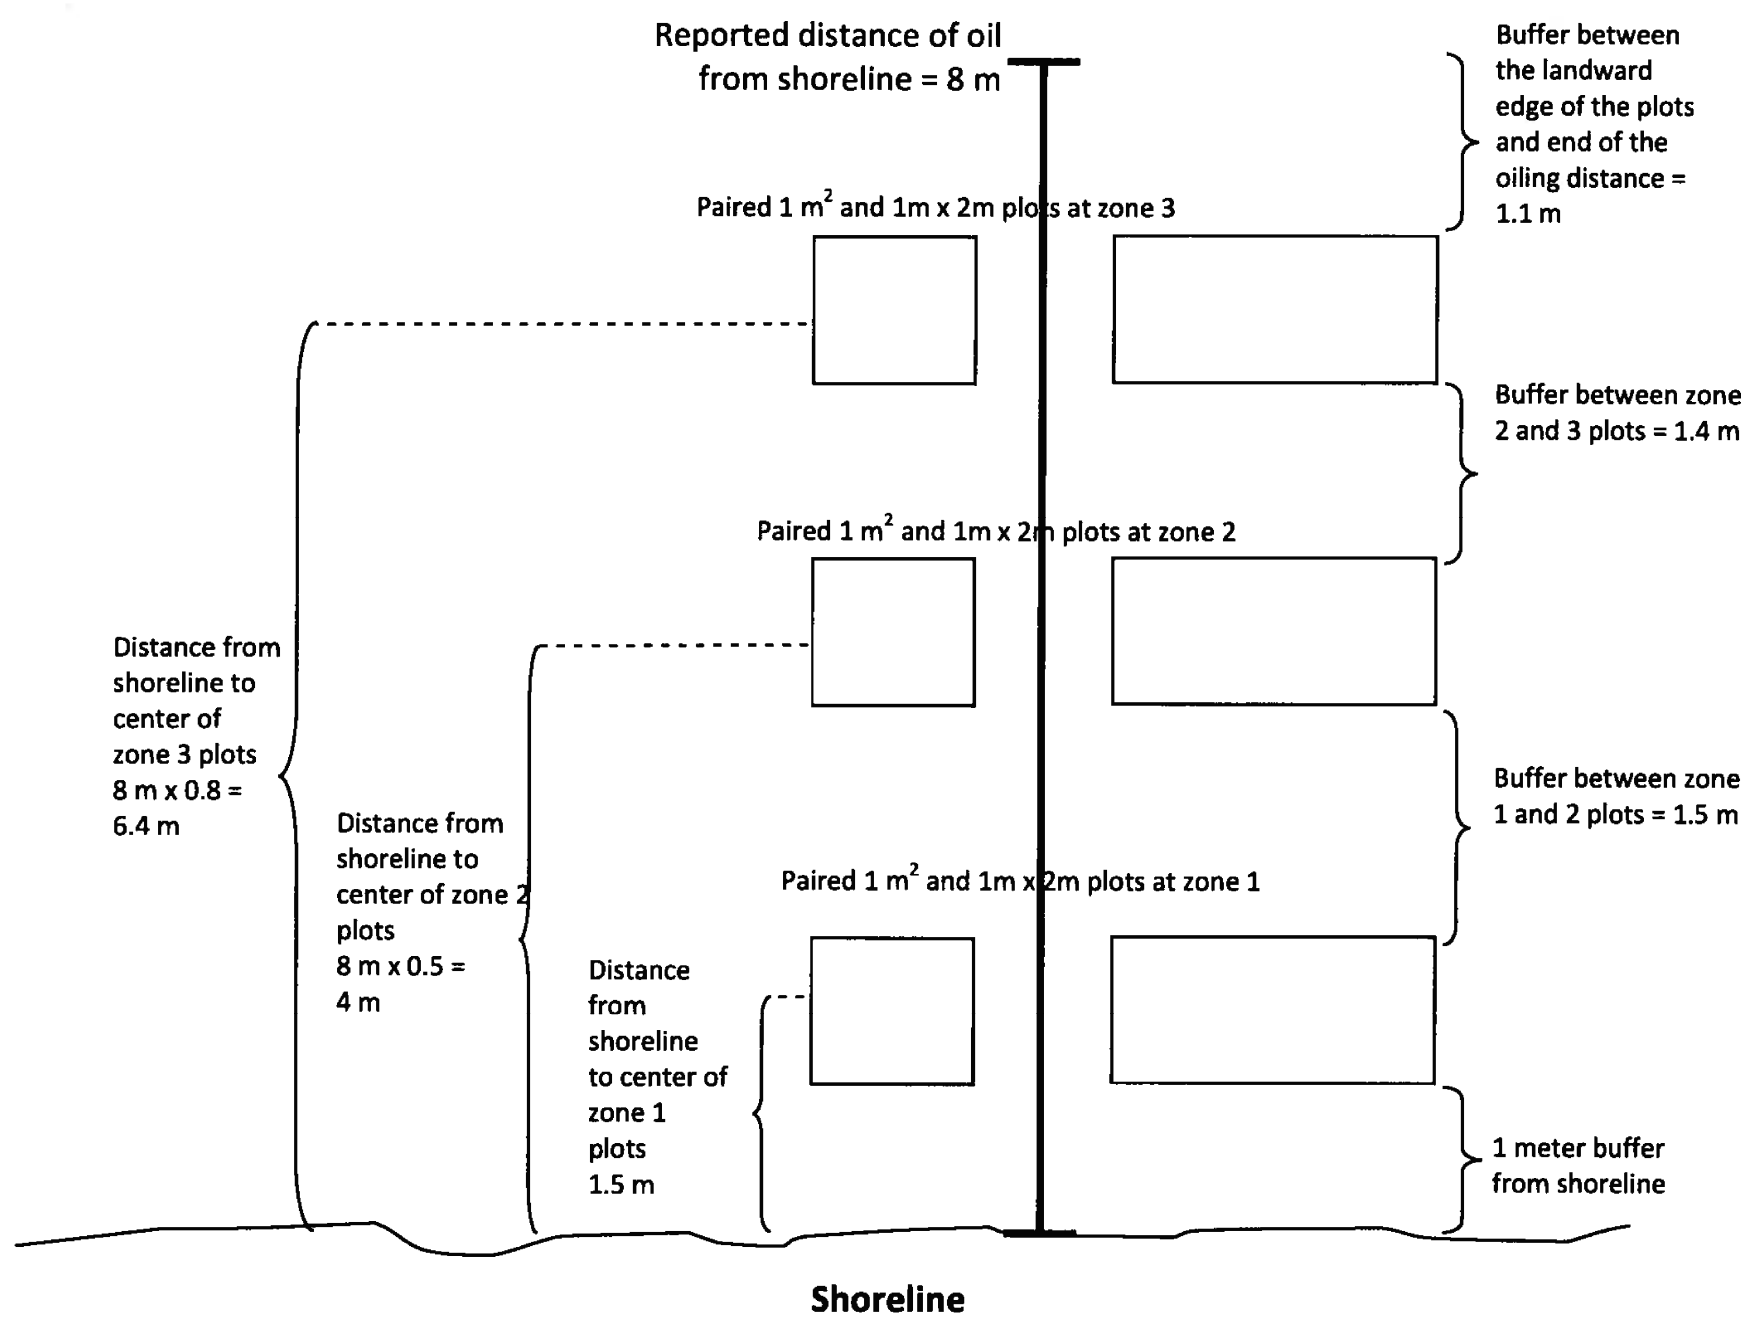 Reported distance of oil
from shoreline = 8 m
Buffer between
the landward
edge of the plots
and end of the
oiling distance =
1.1 m
Paired 1 m² and 1m x 2m plots at zone 3
Buffer between zone
2 and 3 plots = 1.4 m
Paired 1 m² and 1m x 2m plots at zone 2
Distance from
shoreline to
center of
zone 3 plots
8 m x 0.8 =
6.4 m
Buffer between zone
1 and 2 plots = 1.5 m
Distance from
shoreline to
center of zone 2
plots
8 m x 0.5 =
4 m
Paired 1 m² and 1m x 2m plots at zone 1
Distance
from
shoreline
to center of
zone 1
plots
1.5 m
1 meter buffer
from shoreline
Shoreline